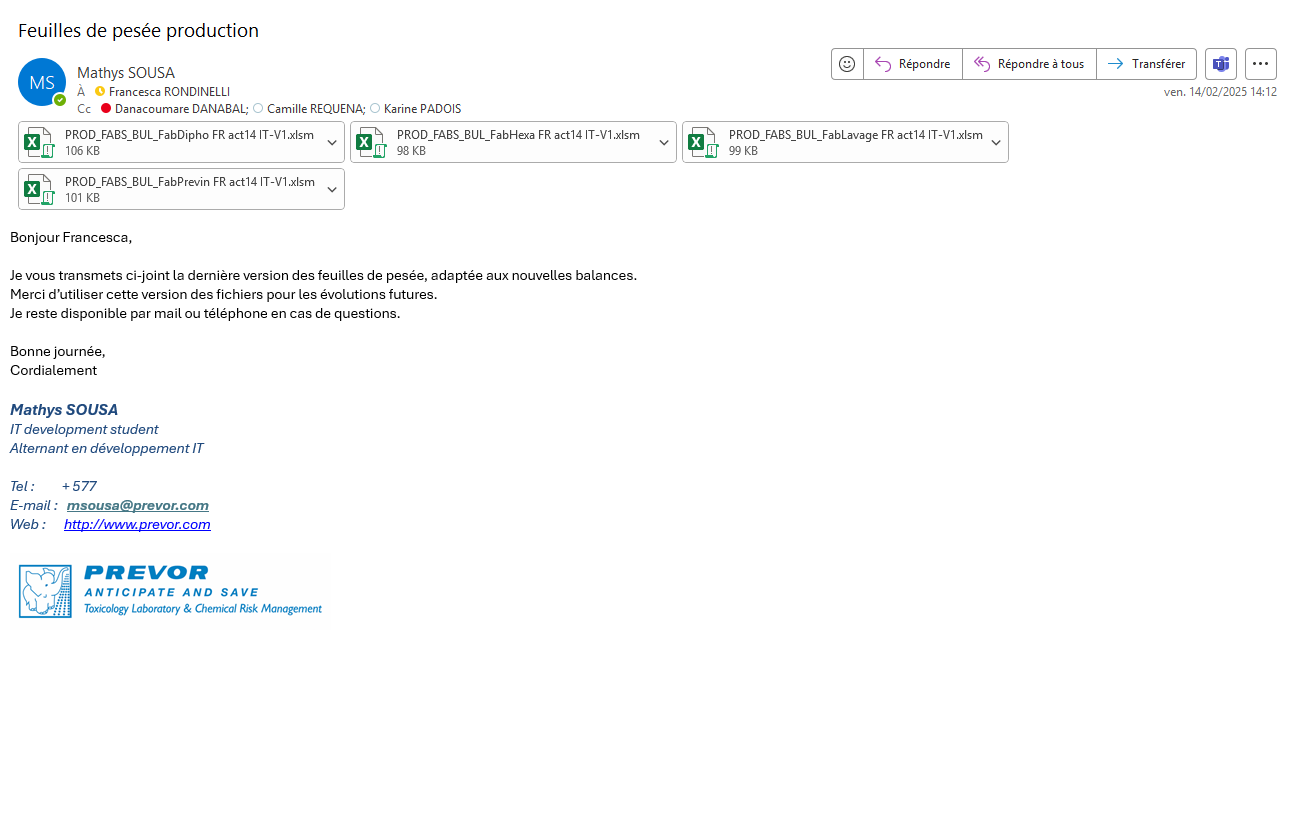 Feuilles de pesée production
MS
Mathys SOUSA
À Francesca RONDINELLI
Cc Danacoumare DANABAL; Camille REQUENA; Karine PADOIS
Répondre
Répondre à tous
Transférer
ven. 14/02/2025 14:12
PROD_FABS_BUL_FabDipho FR act14 IT-V1.xlsm
106 KB
PROD_FABS_BUL_FabHexa FR act14 IT-V1.xlsm
98 KB
PROD_FABS_BUL_FabLavage FR act14 IT-V1.xlsm
99 KB
PROD_FABS_BUL_FabPrevin FR act14 IT-V1.xlsm
101 KB
Bonjour Francesca,
Je vous transmets ci-joint la dernière version des feuilles de pesée, adaptée aux nouvelles balances.
Merci d’utiliser cette version des fichiers pour les évolutions futures.
Je reste disponible par mail ou téléphone en cas de questions.
Bonne journée,
Cordialement
Mathys SOUSA
IT development student
Alternant en développement IT
Tel : + 577
E-mail : msousa@prevor.com
Web : http://www.prevor.com
PREVOR
ANTICIPATE AND SAVE
Toxicology Laboratory & Chemical Risk Management